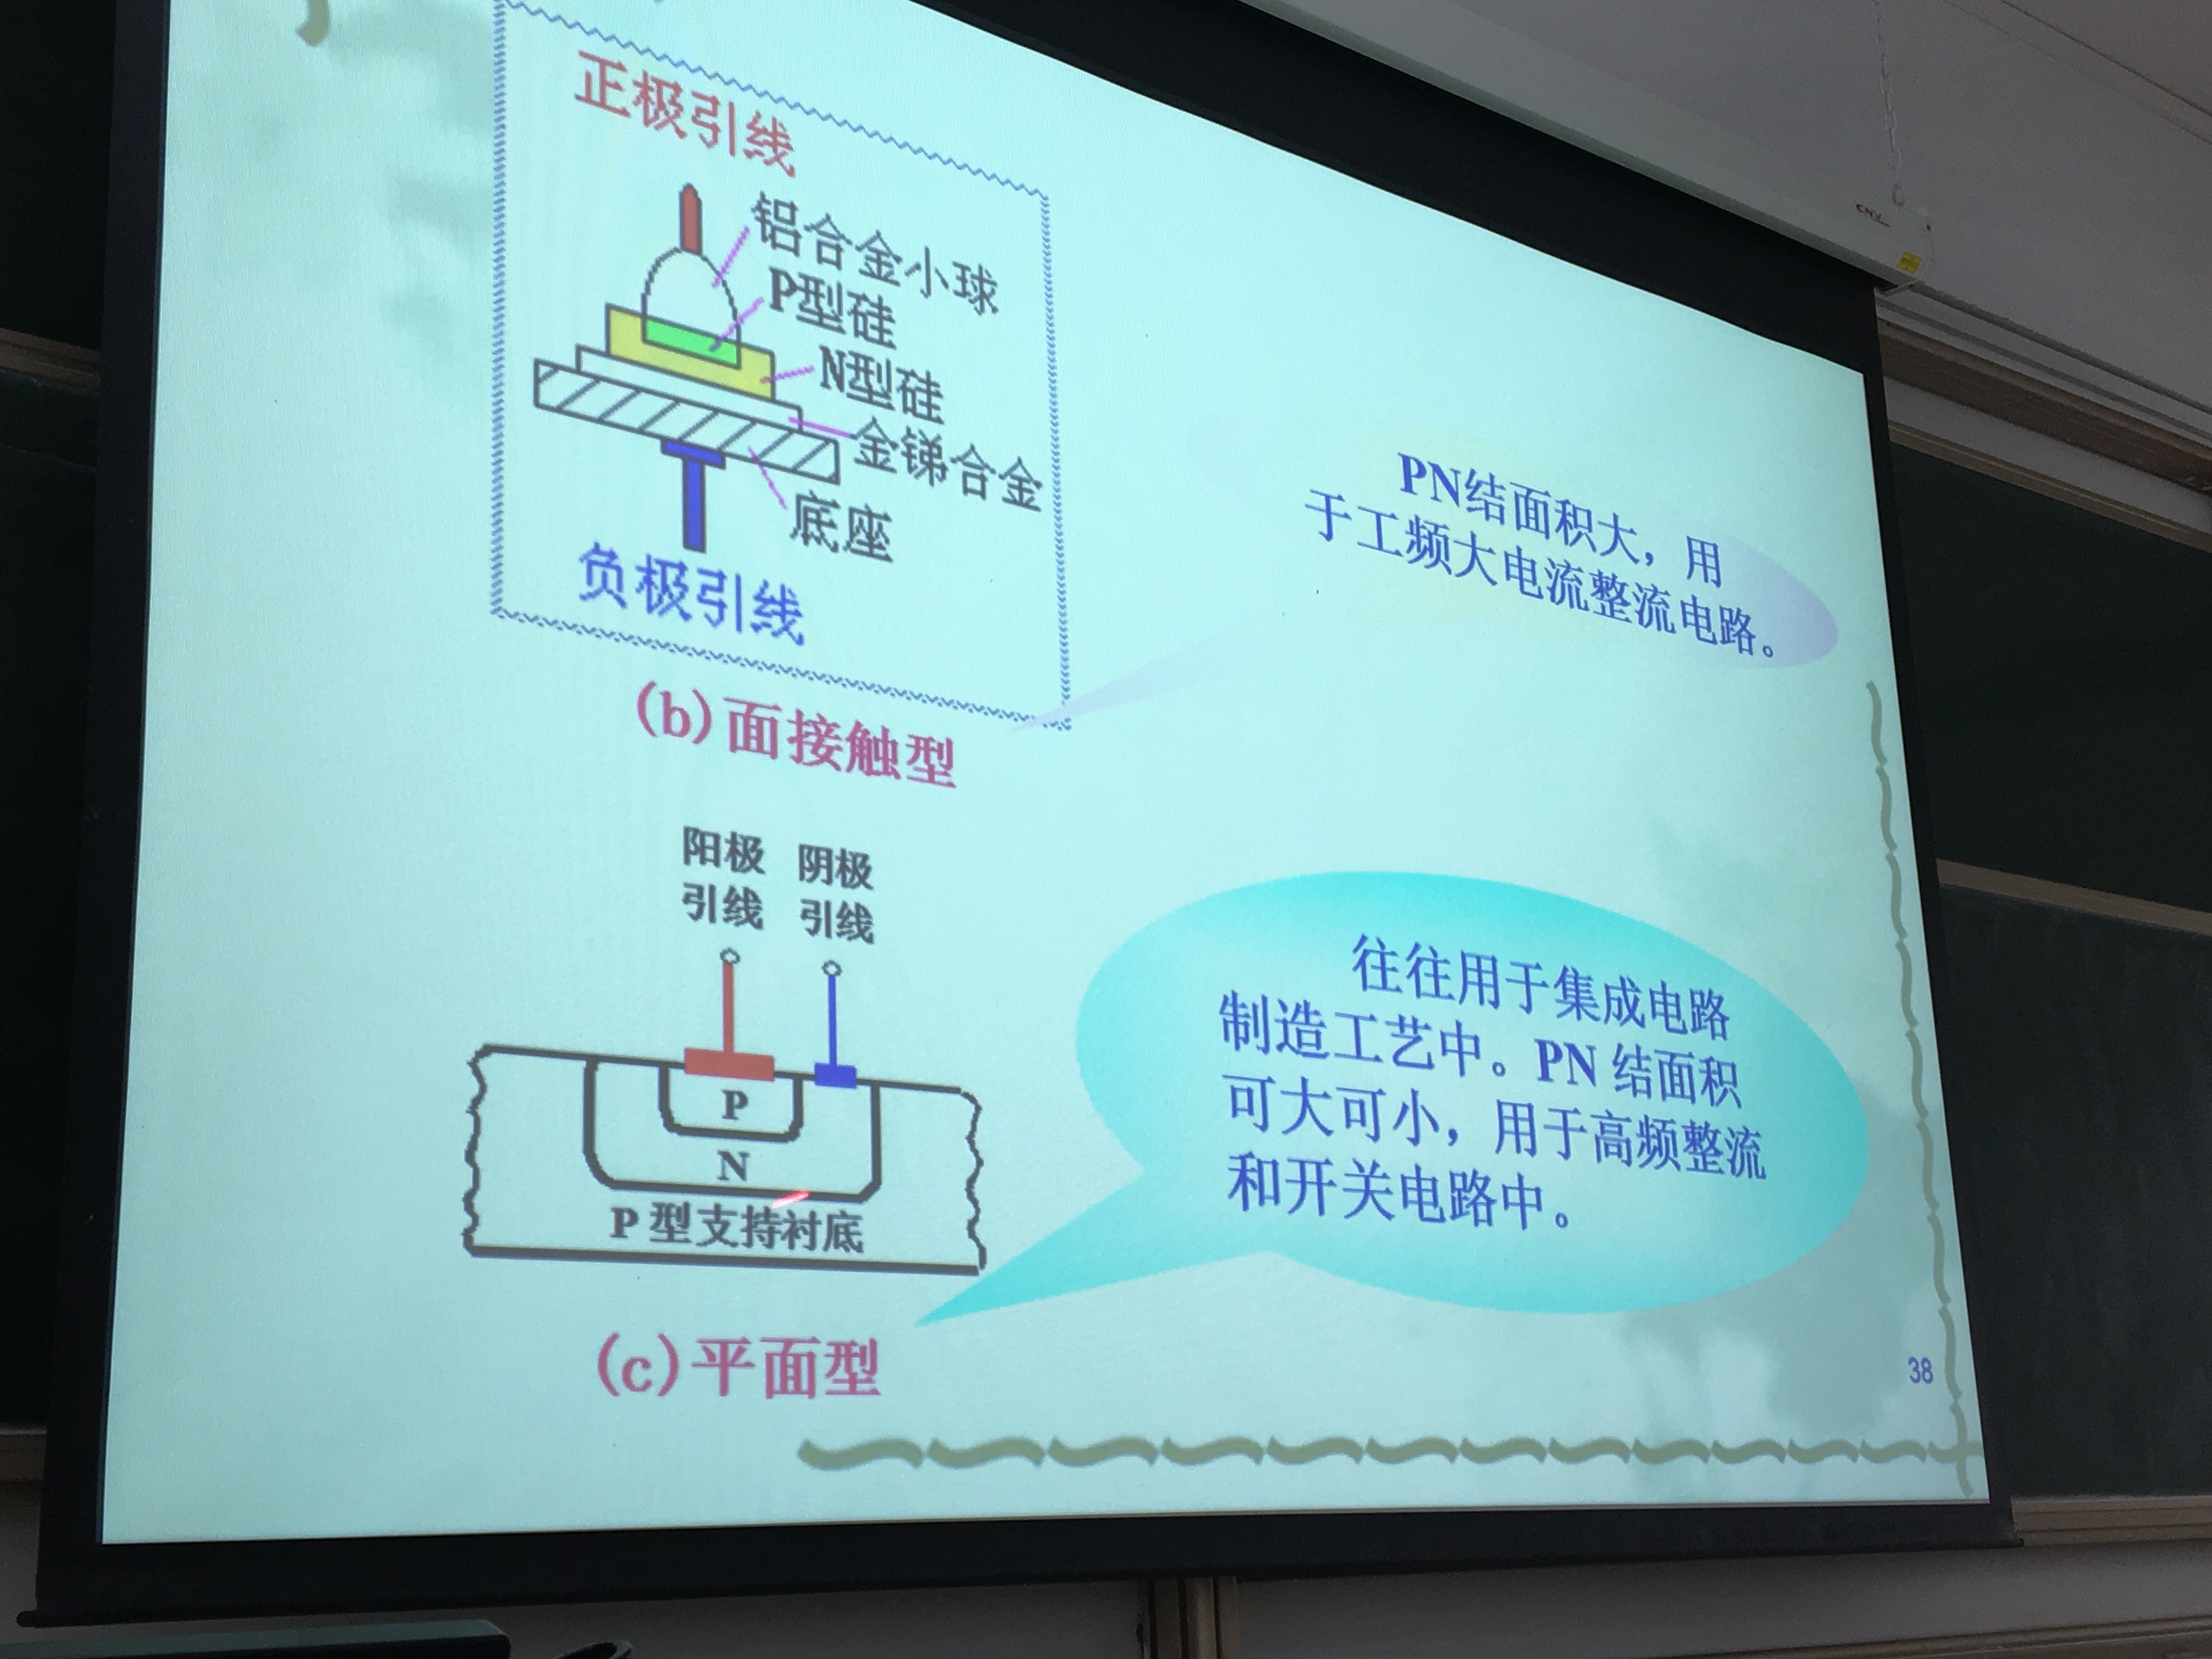 正极引线
铝合金小球
P型硅
N型硅
金锑合金
底座
负极引线
(b)面接触型
PN结面积大，用
于工频大电流整流电路。
阳极
引线
阴极
引线
P
N
P 型支持衬底
(c)平面型
往往用于集成电路
制造工艺中。PN 结面积
可大可小，用于高频整流
和开关电路中。
38